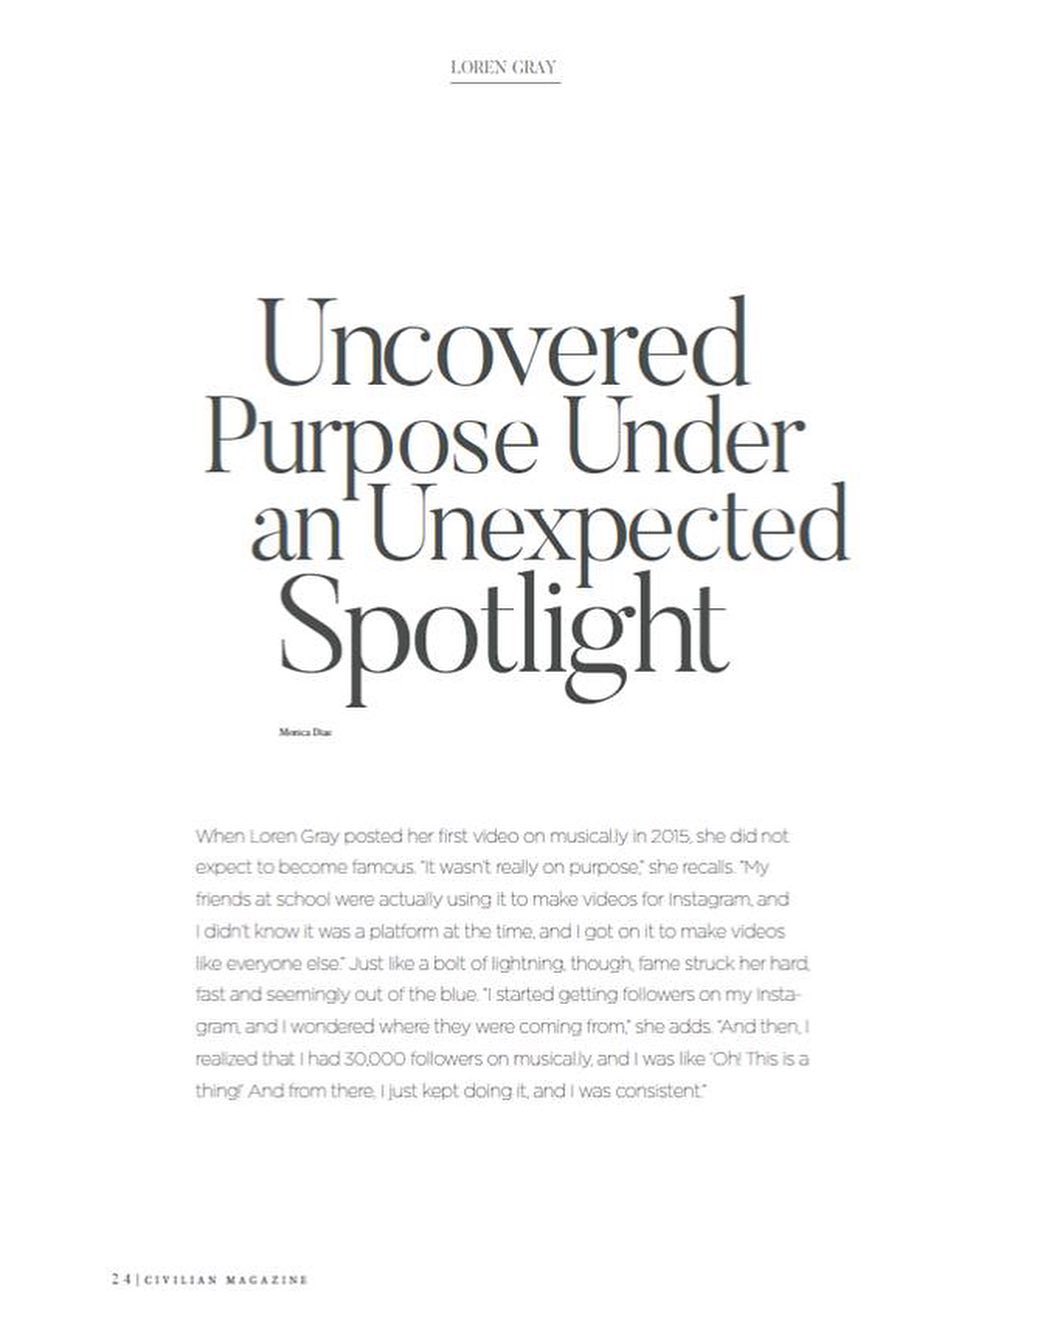 LOREN GRAY
Uncovered
Purpose Under
an Unexpected
Spotlight
Monica Diaz
When Loren Gray posted her first video on musical.ly in 2015, she did not
expect to become famous. "It wasn't really on purpose," she recalls. "My
friends at school were actually using it to make videos for Instagram, and
I didn't know it was a platform at the time, and I got on it to make videos
like everyone else." Just like a bolt of lightning, though, fame struck her hard,
fast and seemingly out of the blue. "I started getting followers on my Insta-
gram, and I wondered where they were coming from," she adds. "And then, I
realized that I had 30,000 followers on musical.ly, and I was like 'Oh! This is a
thing!' And from there, I just kept doing it, and I was consistent."
24|CIVILIAN MAGAZINE